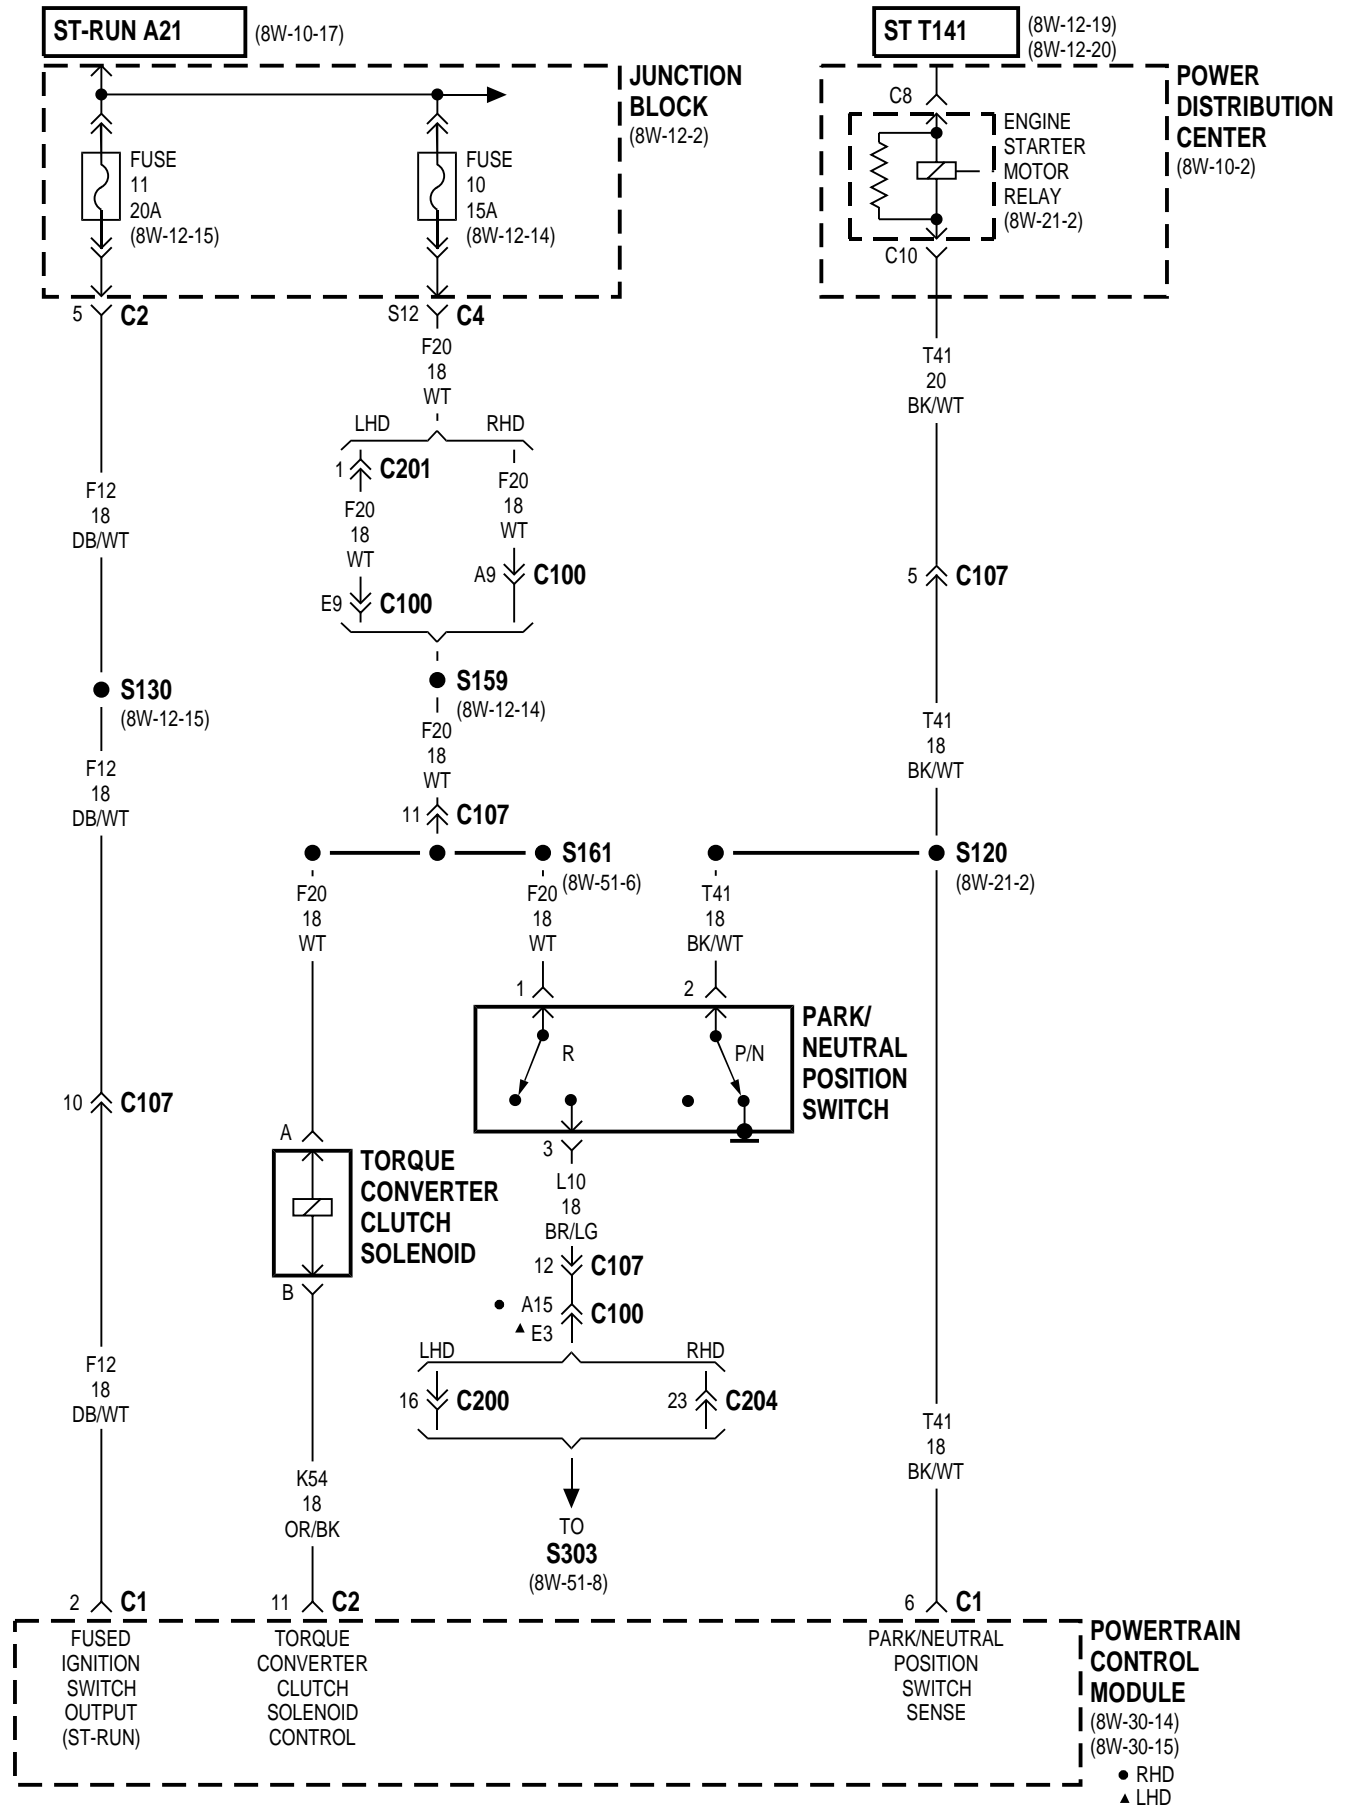 ST-RUN A21
(8W-10-17)
ST T141
(8W-12-19)
(8W-12-20)
JUNCTION
BLOCK
(8W-12-2)
POWER
DISTRIBUTION
CENTER
(8W-10-2)
C8
ENGINE
STARTER
MOTOR
RELAY
(8W-21-2)
C10
FUSE
11
20A
(8W-12-15)
FUSE
10
15A
(8W-12-14)
5 C2
S12 C4
F20
18
WT
T41
20
BK/WT
LHD RHD
1 C201
F20
18
WT
F20
18
WT
F12
18
DB/WT
A9 C100
E9 C100
5 C107
S130
(8W-12-15)
S159
(8W-12-14)
F20
18
WT
T41
18
BK/WT
F12
18
DB/WT
11 C107
S161
(8W-51-6)
S120
(8W-21-2)
F20
18
WT
F20
18
WT
T41
18
BK/WT
1
2
PARK/
NEUTRAL
POSITION
SWITCH
R
P/N
10 C107
A
TORQUE
CONVERTER
CLUTCH
SOLENOID
B
3
L10
18
BR/LG
12 C107
● A15
C100
▲ E3
LHD RHD
16 C200
23 C204
F12
18
DB/WT
T41
18
BK/WT
K54
18
OR/BK
TO
S303
(8W-51-8)
2 C1
11 C2
6 C1
FUSED
IGNITION
SWITCH
OUTPUT
(ST-RUN)
TORQUE
CONVERTER
CLUTCH
SOLENOID
CONTROL
PARK/NEUTRAL
POSITION
SWITCH
SENSE
POWERTRAIN
CONTROL
MODULE
(8W-30-14)
(8W-30-15)
● RHD
▲ LHD